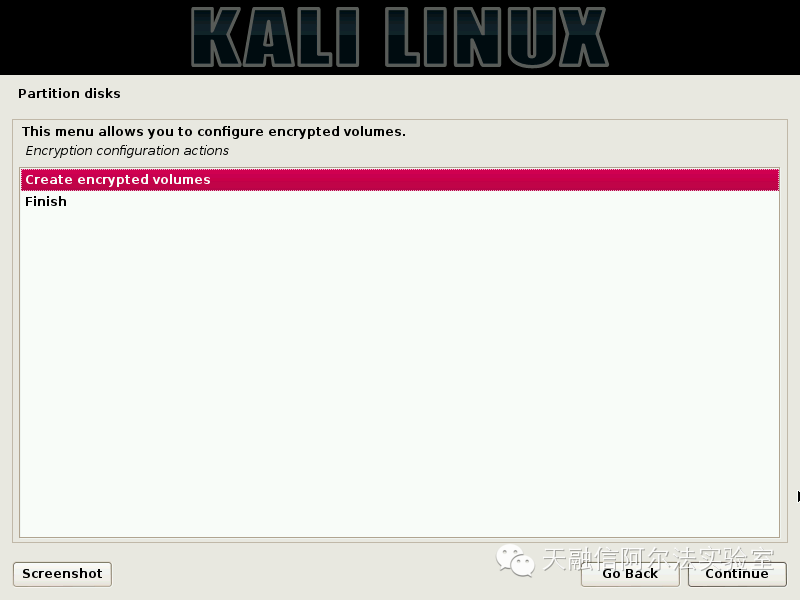 KALI LINUX
Partition disks
This menu allows you to configure encrypted volumes.
Encryption configuration actions
Create encrypted volumes
Finish
天融信阿尔法实验室
Screenshot
Go Back
Continue